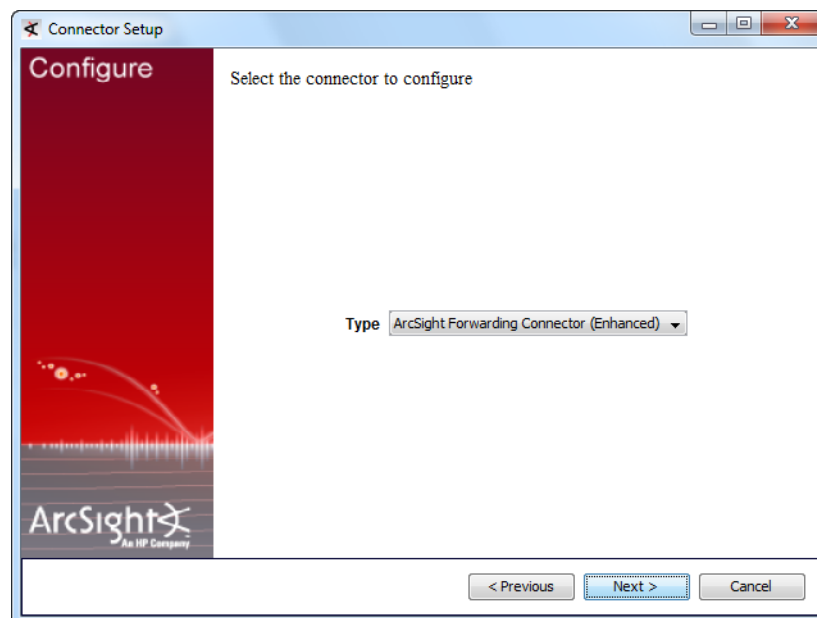 Connector Setup
Configure
Select the connector to configure
Type ArcSight Forwarding Connector (Enhanced)
ArcSight
An HP Company
< Previous Next > Cancel